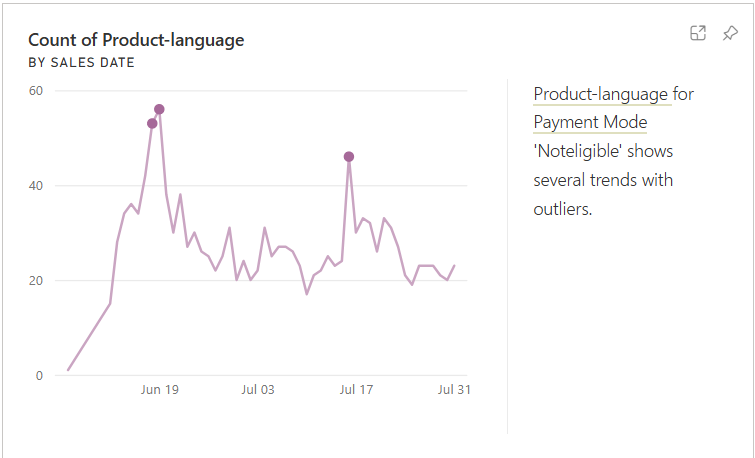 Count of Product-language
BY SALES DATE
60
40
20
0
Jun 19
Jul 03
Jul 17
Jul 31
Product-language for
Payment Mode
'Noteligible' shows
several trends with
outliers.